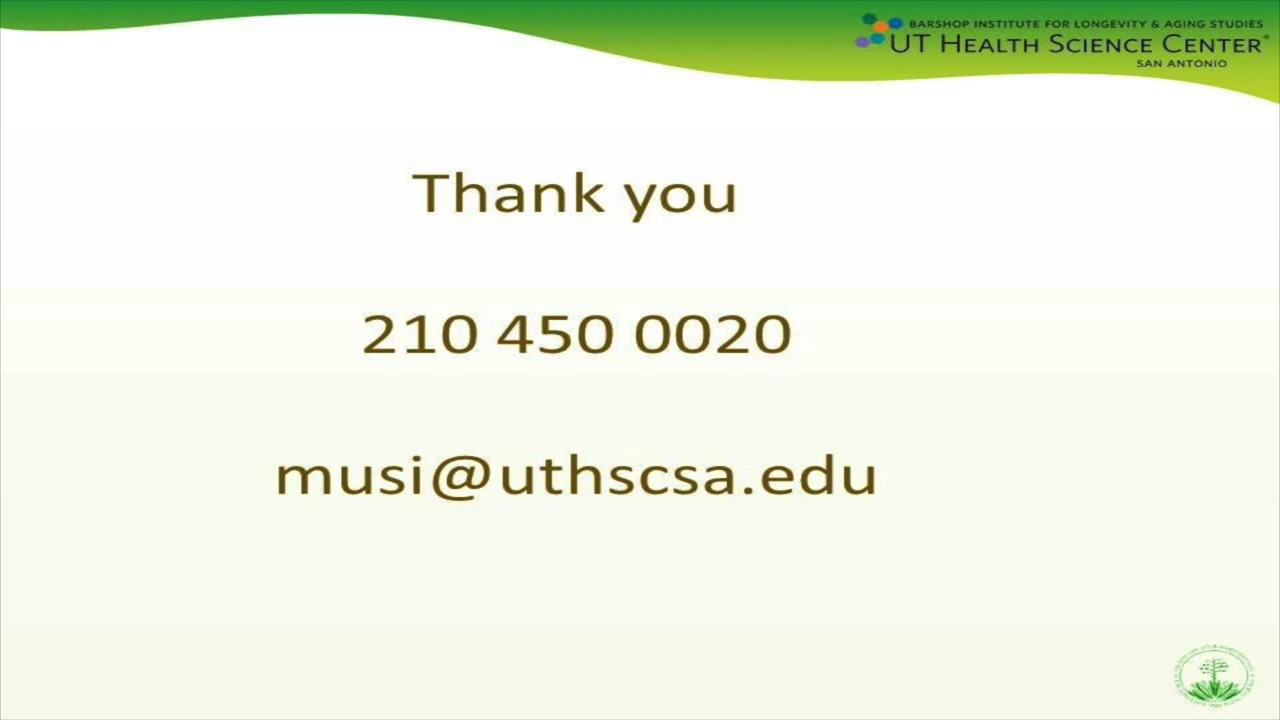 BARSHOP INSTITUTE FOR LONGEVITY & AGING STUDIES
UT HEALTH SCIENCE CENTER®
SAN ANTONIO
Thank you
210 450 0020
musi@uthscsa.edu